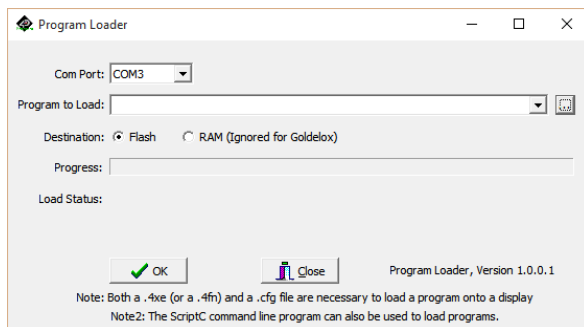 Program Loader
Com Port: COM3
Program to Load:
Destination: Flash RAM (Ignored for Goldelox)
Progress:
Load Status:
OK Close Program Loader, Version 1.0.0.1
Note: Both a .4xe (or a .4fn) and a .cfg file are necessary to load a program onto a display
Note2: The ScriptC command line program can also be used to load programs.